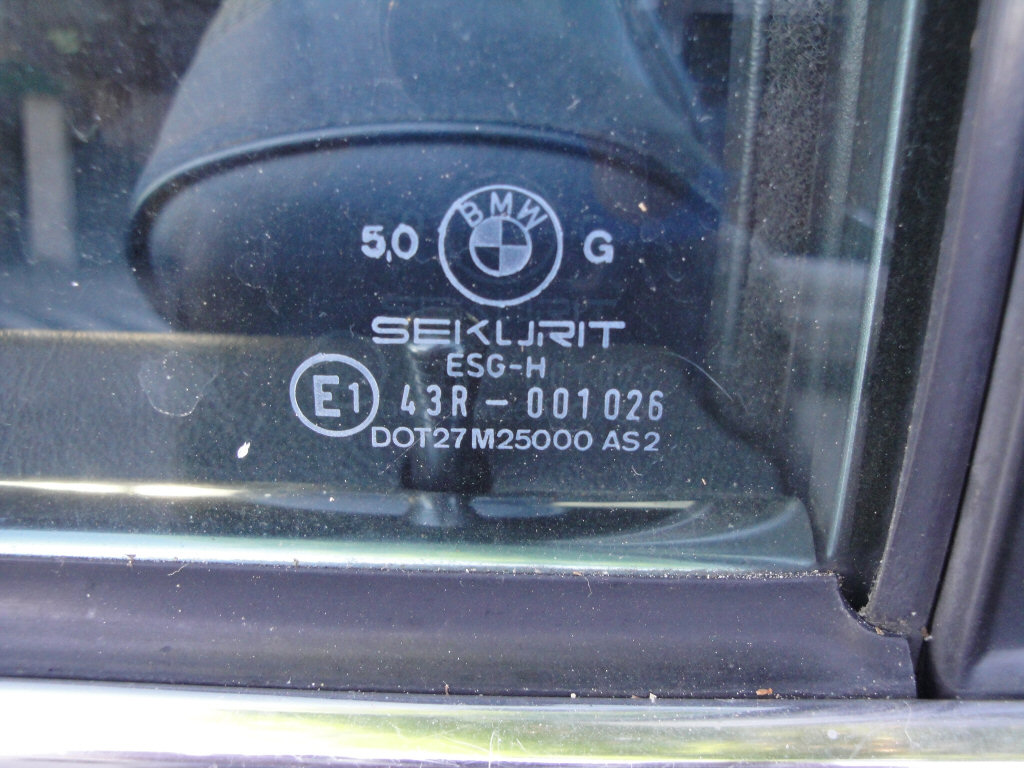 BMW
5,0 G
SEKURIT
ESG-H
E1 43R - 001026
DOT27 M25000 AS2